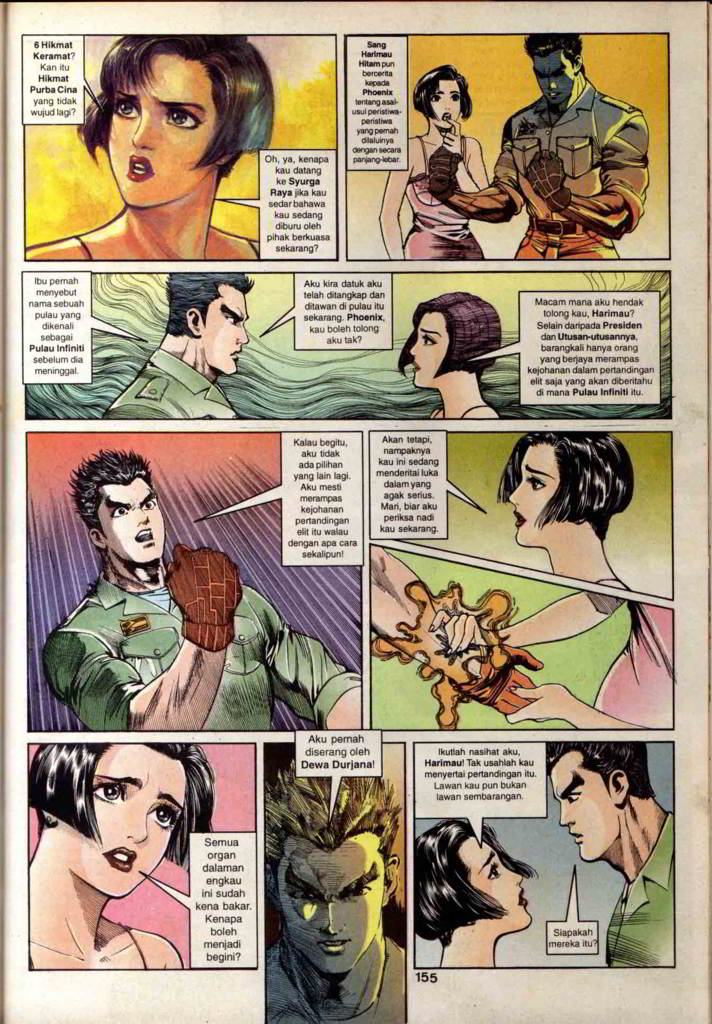 6 Hikmat
Keramat?
Kan itu
Hikmat
Purba Cina
yang tidak
wujud lagi?
Oh, ya, kenapa
kau datang
ke Syurga
Raya jika kau
sedar bahawa
kau sedang
diburu oleh
pihak berkuasa
sekarang?
Sang
Harimau
Hitam pun
bercerita
kepada
Phoenix
tentang asal-
usul peristiwa-
peristiwa
yang pernah
dilaluinya
dengan secara
panjang-lebar.
Ibu pernah
menyebut
nama sebuah
pulau yang
dikenali
sebagai
Pulau Infiniti
sebelum dia
meninggal.
Aku kira datuk aku
telah ditangkap dan
ditawan di pulau itu
sekarang. Phoenix,
kau boleh tolong
aku tak?
Macam mana aku hendak
tolong kau, Harimau?
Selain daripada Presiden
dan Utusan-utusannya,
barangkali hanya orang
yang berjaya merampas
kejohanan dalam pertandingan
elit saja yang akan diberitahu
di mana Pulau Infiniti itu.
Kalau begitu,
aku tidak
ada pilihan
yang lain lagi.
Aku mesti
merampas
kejohanan
pertandingan
elit itu walau
dengan apa cara
sekalipun!
Akan tetapi,
nampaknya
kau ini sedang
menderitai luka
dalam yang
agak serius.
Mari, biar aku
periksa nadi
kau sekarang.
Semua
organ
dalaman
engkau
ini sudah
kena bakar.
Kenapa
boleh
menjadi
begini?
Aku pernah
diserang oleh
Dewa Durjana!
Ikutlah nasihat aku,
Harimau! Tak usahlah kau
menyertai pertandingan itu.
Lawan kau pun bukan
lawan sembarangan.
Siapakah
mereka itu?
155